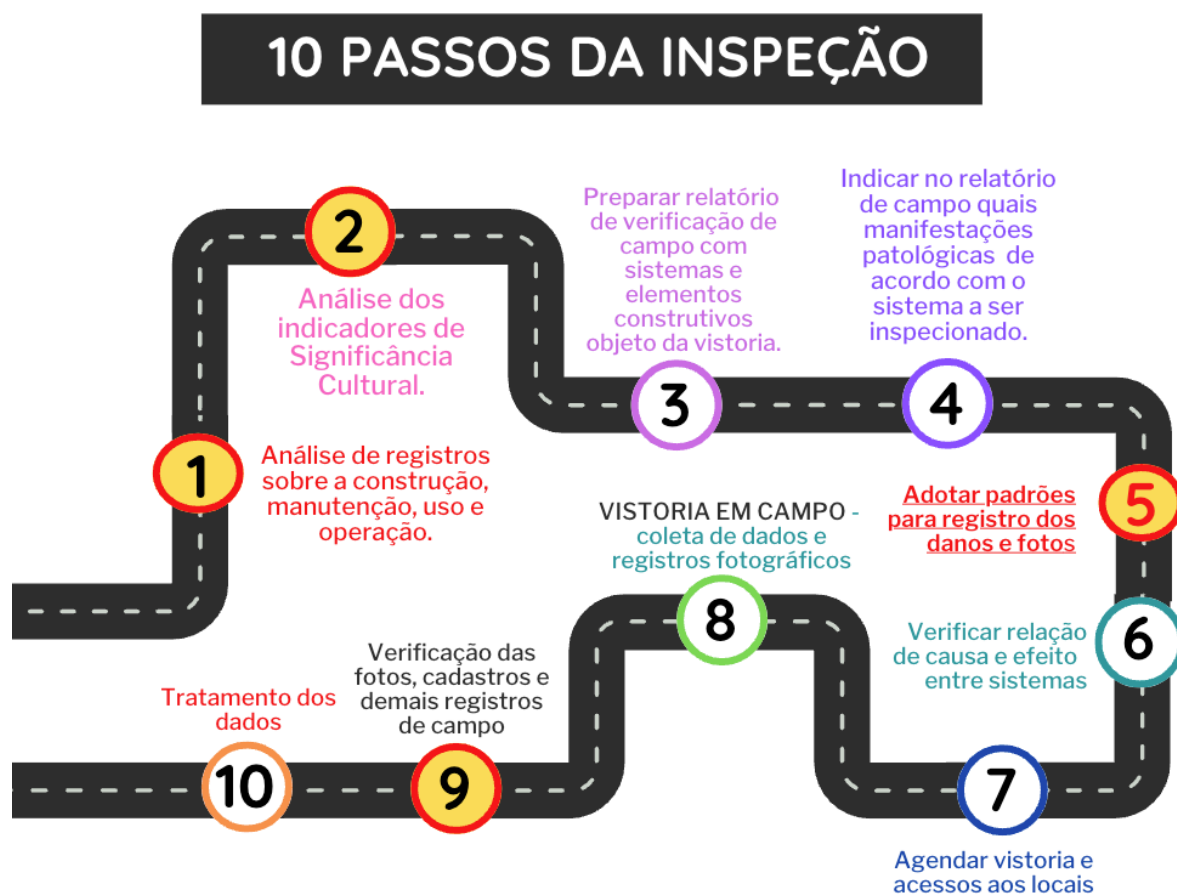 10 PASSOS DA INSPEÇÃO
1
Análise de registros
sobre a construção,
manutenção, uso e
operação.
2
Análise dos
indicadores de
Significância
Cultural.
Preparar relatório
de verificação de
campo com
sistemas e
elementos
construtivos
objeto da vistoria.
3
Indicar no relatório
de campo quais
manifestações
patológicas de
acordo com o
sistema a ser
inspecionado.
4
Adotar padrões
para registro dos
danos e fotos
5
Verificar relação
de causa e efeito
entre sistemas
6
7
Agendar vistoria e
acessos aos locais
VISTORIA EM CAMPO -
coleta de dados e
registros fotográficos
8
Verificação das
fotos, cadastros e
demais registros
de campo
9
Tratamento dos
dados
10